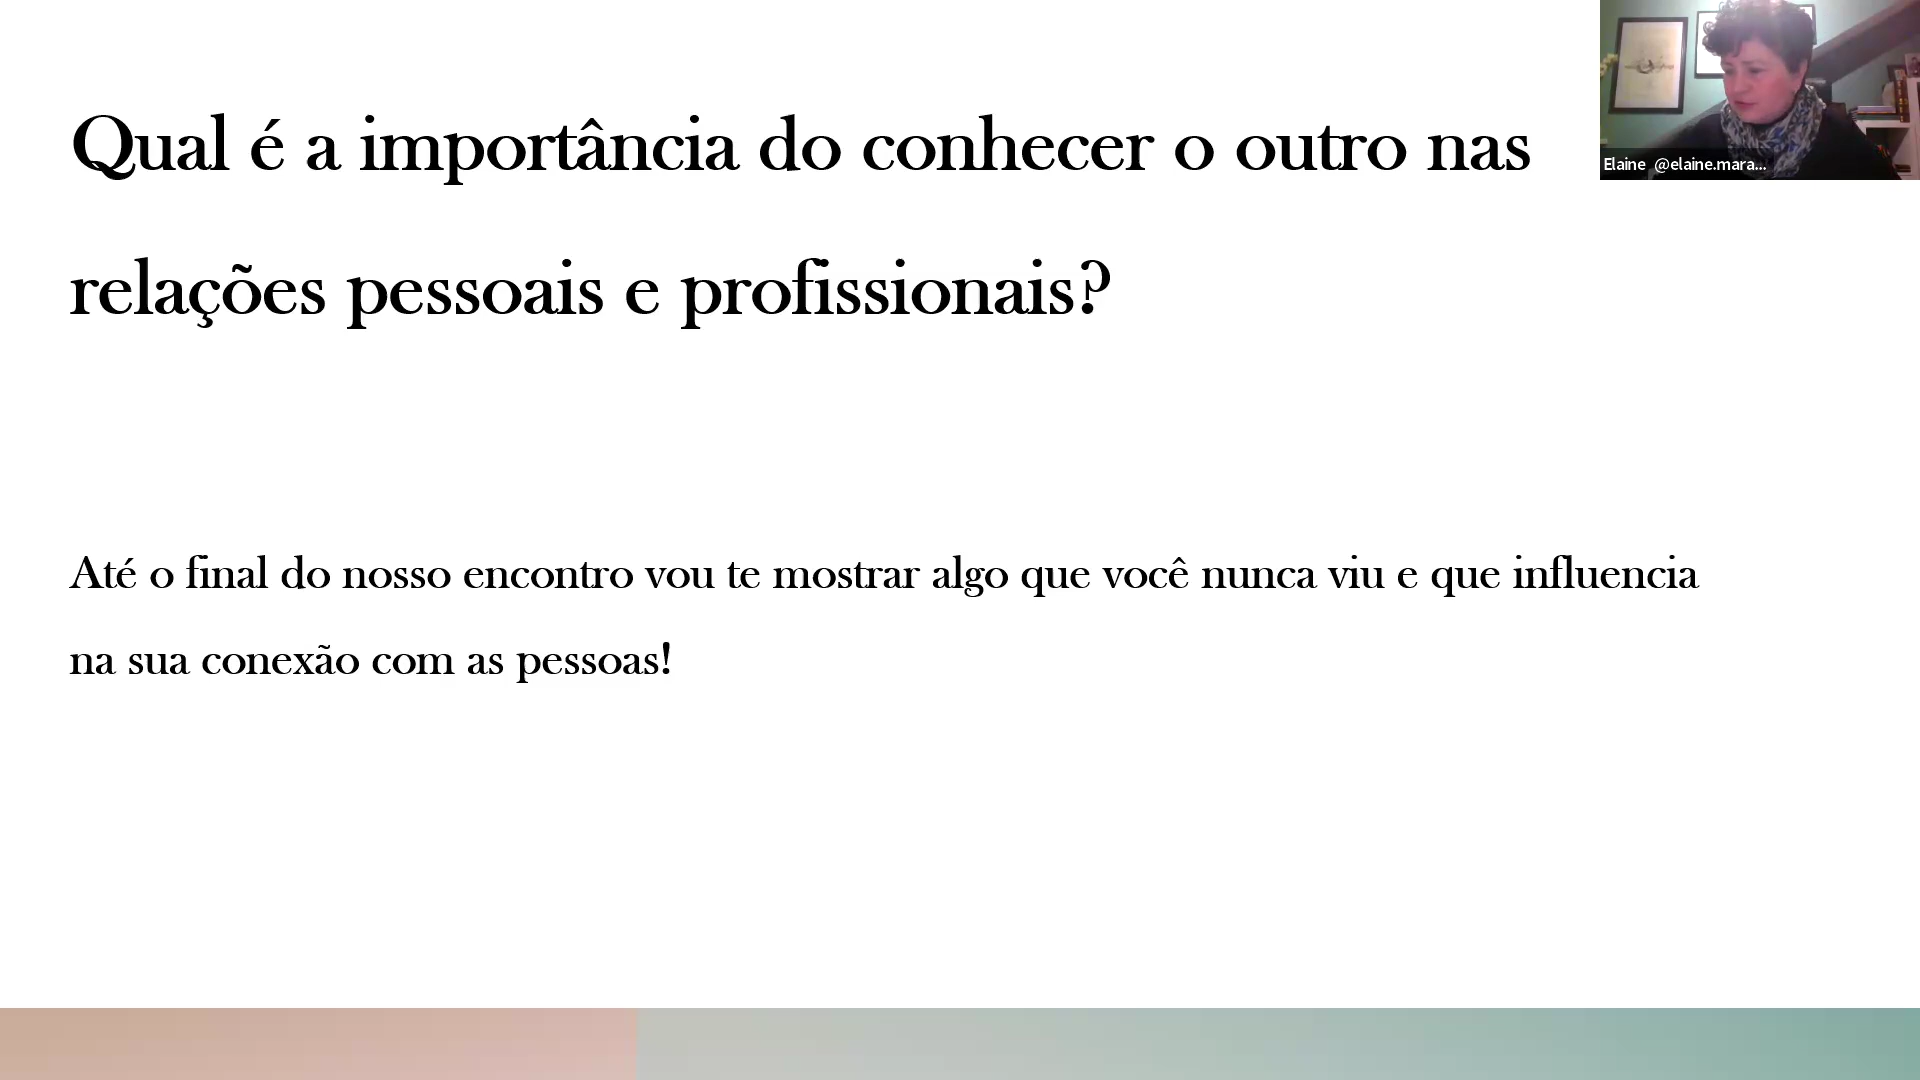 Qual é a importância do conhecer o outro nas
relações pessoais e profissionais?
Até o final do nosso encontro vou te mostrar algo que você nunca viu e que influencia
na sua conexão com as pessoas!
Elaine @elaine.mara...